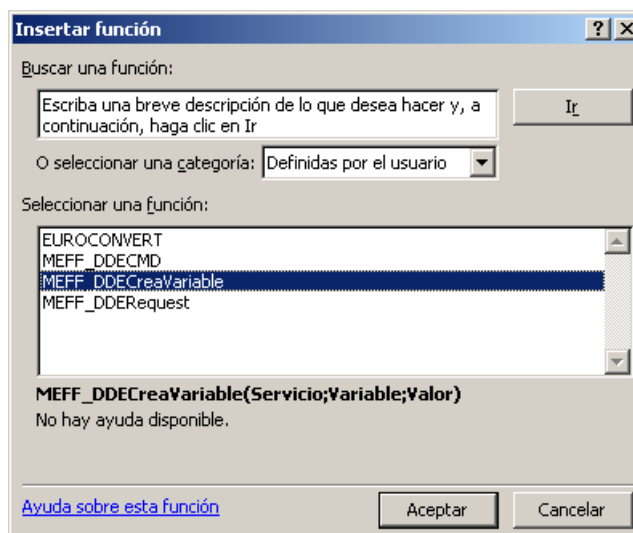 Insertar función
Buscar una función:
Escriba una breve descripción de lo que desea hacer y, a
continuación, haga clic en Ir
Ir
O seleccionar una categoría: Definidas por el usuario
Seleccionar una función:
EUROCONVERT
MEFF_DDECMD
MEFF_DDECreaVariable
MEFF_DDERequest
MEFF_DDECreaVariable(Servicio;Variable;Valor)
No hay ayuda disponible.
Ayuda sobre esta función
Aceptar
Cancelar